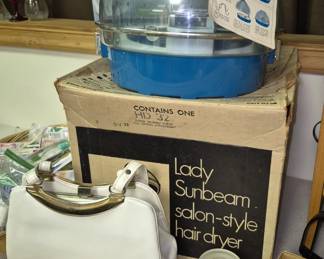 CONTAINS ONE
HD 32
Lady
Sunbeam
salon-style
hair dryer